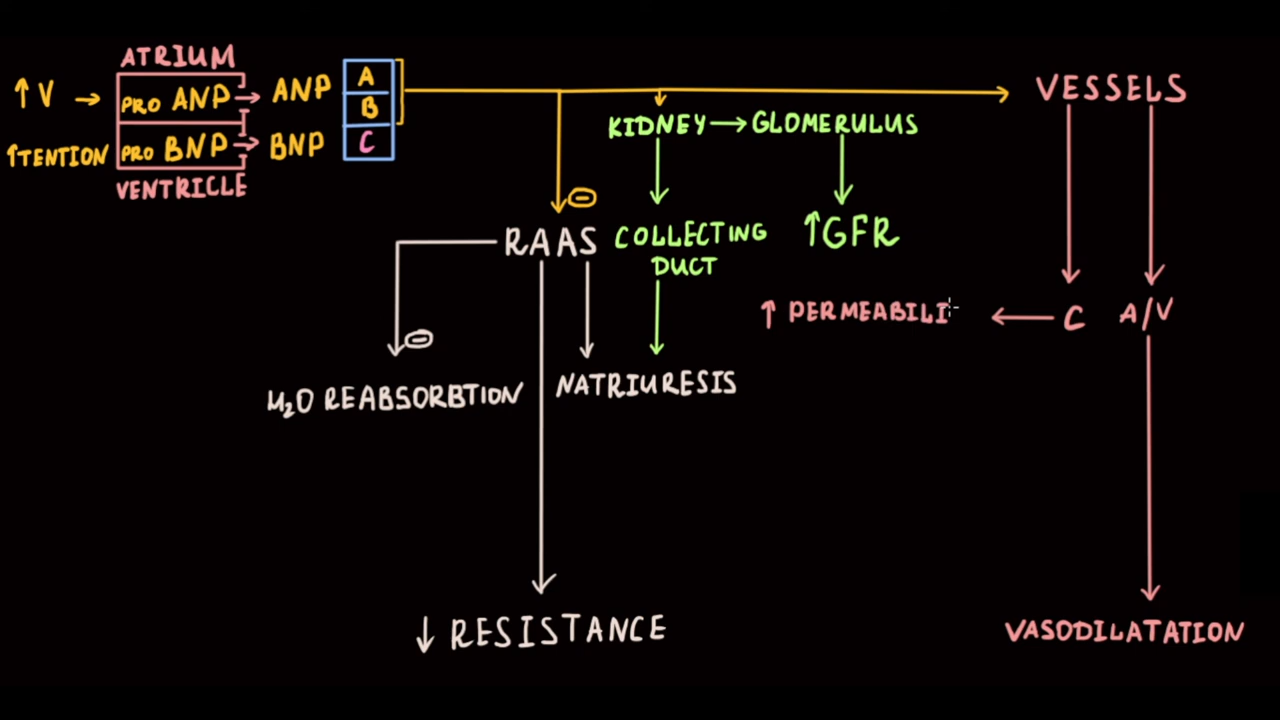 ATRIUM
↑V → PRO ANP → ANP
↑TENTION PRO BNP → BNP
VENTRICLE
A
B
C
VESSELS
KIDNEY → GLOMERULUS
⊖
RAAS
COLLECTING
DUCT
↑GFR
↑ PERMEABILI ← C A/V
⊖
H₂O REABSORBTION
NATRIURESIS
↓ RESISTANCE
VASODILATATION